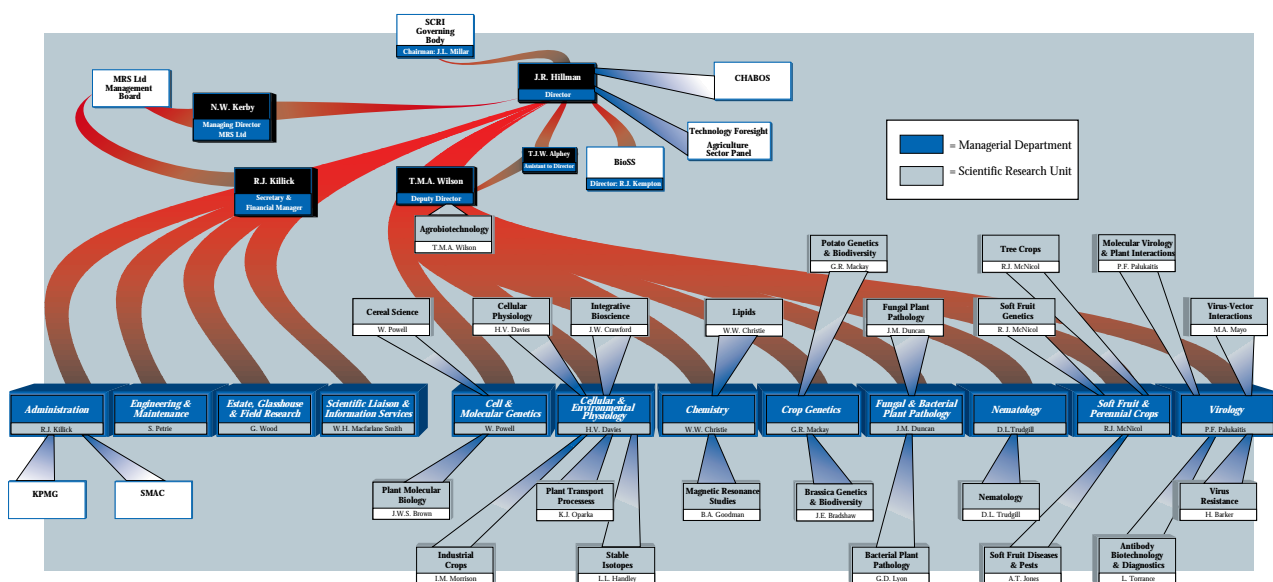 SCRI
Governing
Body
Chairman: J.L. Millar
J.R. Hillman
Director
CHABOS
MRS Ltd
Management
Board
N.W. Kerby
Managing Director
MRS Ltd
Technology Foresight
Agriculture
Sector Panel
T.J.W. Alphey
Assistant to Director
BioSS
Director: R.J. Kempton
= Managerial Department
= Scientific Research Unit
R.J. Killick
Secretary &
Financial Manager
T.M.A. Wilson
Deputy Director
Agrobiotechnology
T.M.A. Wilson
Potato Genetics
& Biodiversity
G.R. Mackay
Tree Crops
R.J. McNicol
Molecular Virology
& Plant Interactions
P.F. Palukaitis
Cereal Science
W. Powell
Cellular
Physiology
H.V. Davies
Integrative
Bioscience
J.W. Crawford
Lipids
W.W. Christie
Fungal Plant
Pathology
J.M. Duncan
Soft Fruit
Genetics
R. J. McNicol
Virus-Vector
Interactions
M.A. Mayo
Administration
R.J. Killick
Engineering &
Maintenance
S. Petrie
Estate, Glasshouse
& Field Research
G. Wood
Scientific Liaison &
Information Services
W.H. Macfarlane Smith
Cell &
Molecular Genetics
W. Powell
Cellular &
Environmental
Physiology
H.V. Davies
Chemistry
W.W. Christie
Crop Genetics
G.R. Mackay
Fungal & Bacterial
Plant Pathology
J.M. Duncan
Nematology
D.L.Trudgill
Soft Fruit &
Perennial Crops
R.J. McNicol
Virology
P.F. Palukaitis
KPMG
SMAC
Plant Molecular
Biology
J.W.S. Brown
Plant Transport
Processess
K.J. Oparka
Magnetic Resonance
Studies
B.A. Goodman
Brassica Genetics
& Biodiversity
J.E. Bradshaw
Nematology
D.L. Trudgill
Virus
Resistance
H. Barker
Industrial
Crops
I.M. Morrison
Stable
Isotopes
L.L. Handley
Bacterial Plant
Pathology
G.D. Lyon
Soft Fruit Diseases
& Pests
A.T. Jones
Antibody
Biotechnology
& Diagnostics
L. Torrance